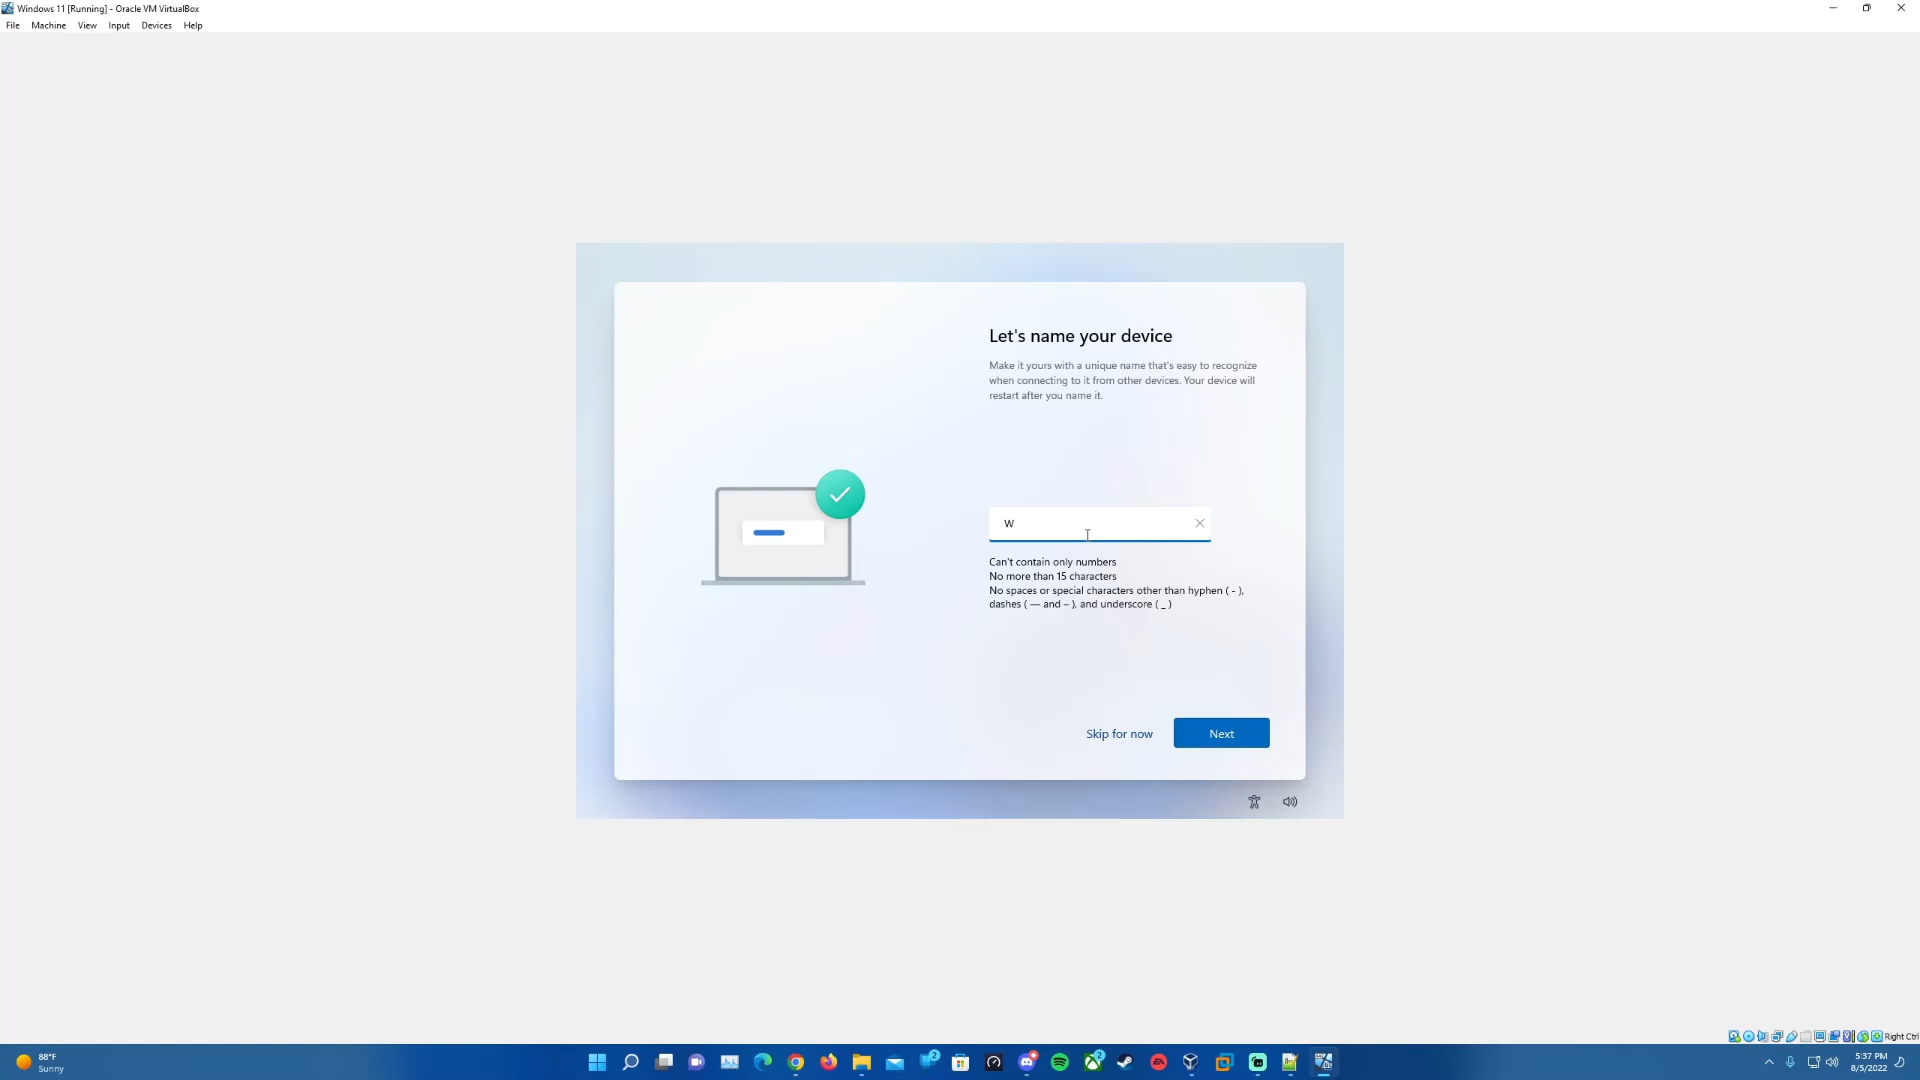 Windows 11 [Running] - Oracle VM VirtualBox
File Machine View Input Devices Help
Let's name your device
Make it yours with a unique name that's easy to recognize
when connecting to it from other devices. Your device will
restart after you name it.
W
Can't contain only numbers
No more than 15 characters
No spaces or special characters other than hyphen ( - ),
dashes ( — and – ), and underscore ( _ )
Skip for now
Next
Right Ctrl
88°F
Sunny
2
2
EA
5:37 PM
8/5/2022